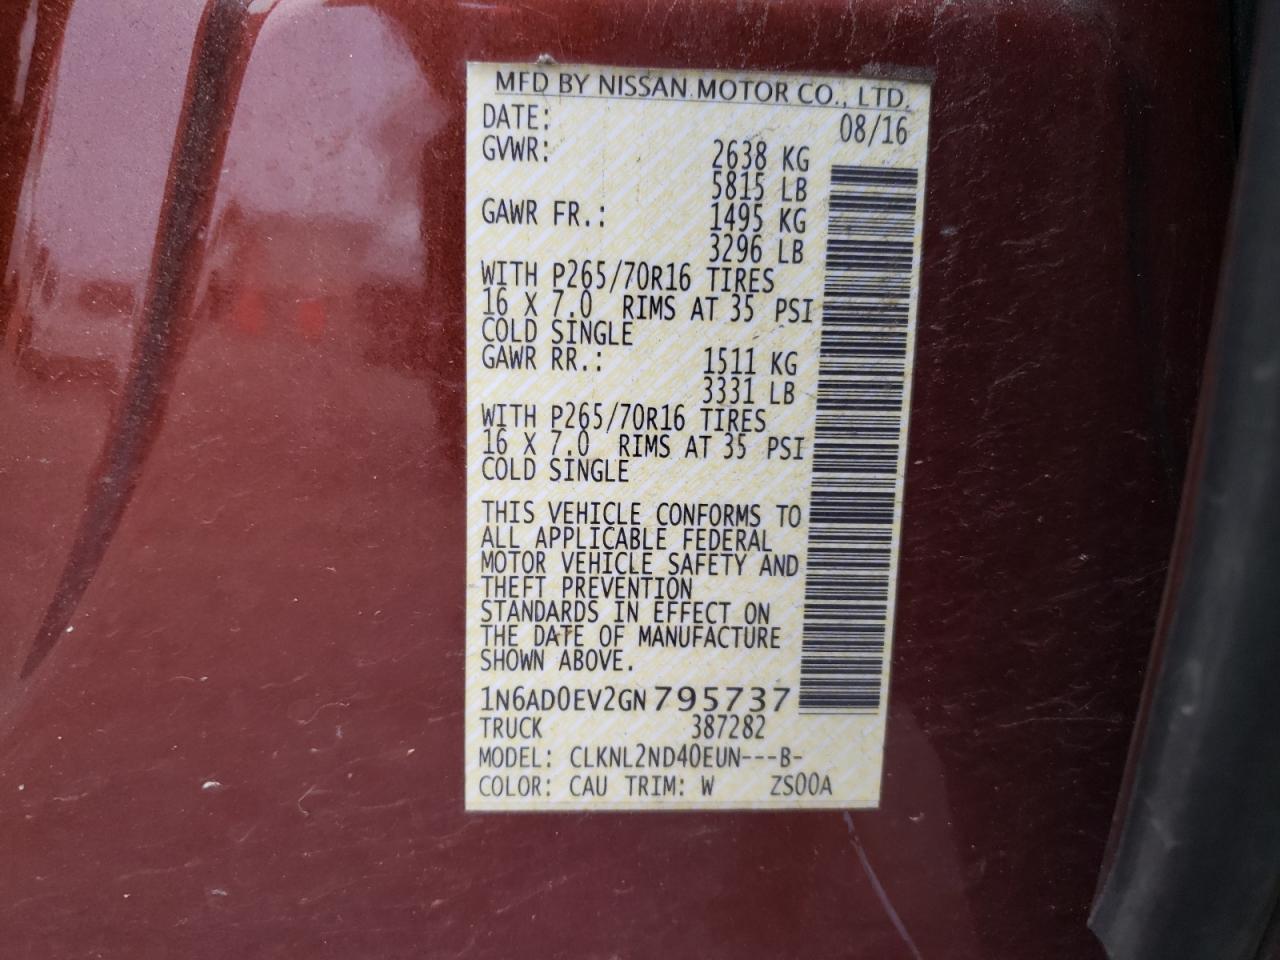 MFD BY NISSAN MOTOR CO., LTD.
DATE: 08/16
GVWR: 2638 KG
5815 LB
GAWR FR.: 1495 KG
3296 LB
WITH P265/70R16 TIRES
16 X 7.0 RIMS AT 35 PSI
COLD SINGLE
GAWR RR.: 1511 KG
3331 LB
WITH P265/70R16 TIRES
16 X 7.0 RIMS AT 35 PSI
COLD SINGLE
THIS VEHICLE CONFORMS TO
ALL APPLICABLE FEDERAL
MOTOR VEHICLE SAFETY AND
THEFT PREVENTION
STANDARDS IN EFFECT ON
THE DATE OF MANUFACTURE
SHOWN ABOVE.
1N6AD0EV2GN795737
TRUCK 387282
MODEL: CLKNL2ND40EUN---B-
COLOR: CAU TRIM: W ZS00A